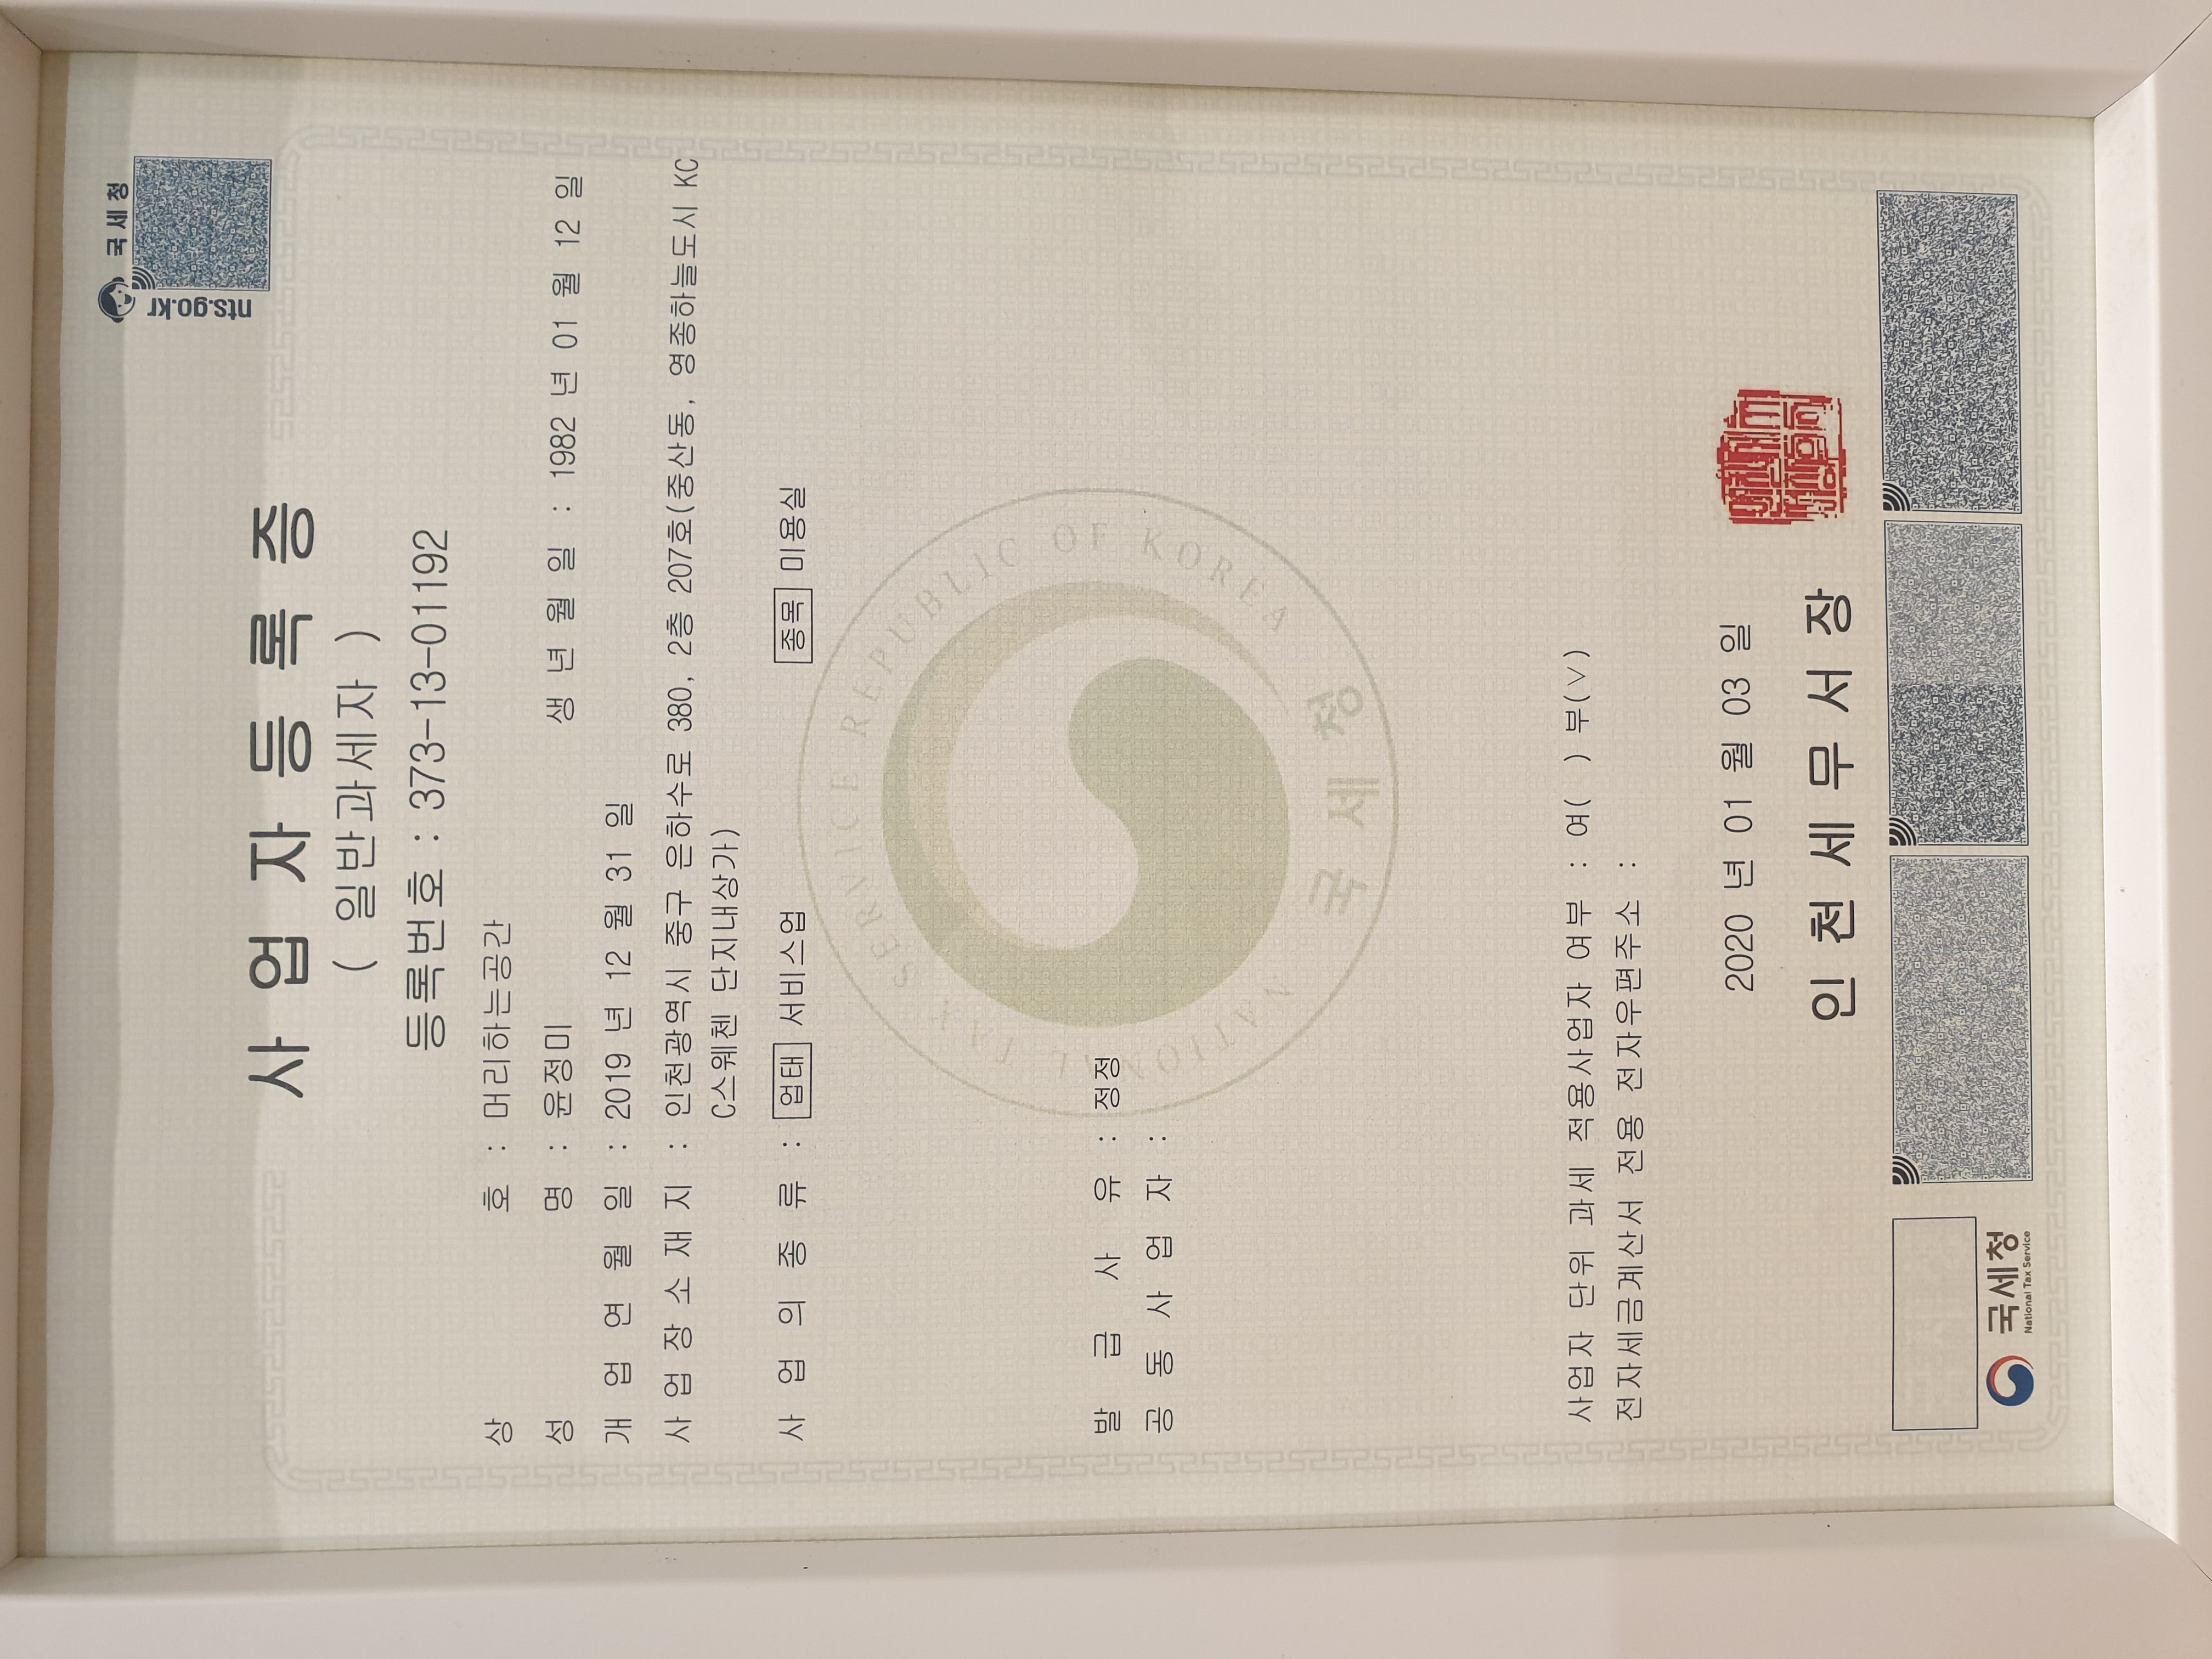 국세청
nts.go.kr
사업자등록증
( 일반과세자 )
등록번호 : 373-13-01192
상 호 : 머리하는공간
성 명 : 윤정미 생 년 월 일 : 1982 년 01 월 12 일
개 업 연 월 일 : 2019 년 12 월 31 일
사 업 장 소 재 지 : 인천광역시 중구 은하수로 380, 2층 207호(중산동, 영종하늘도시 KC
C스웨첸 단지내상가)
사 업 의 종 류 : 업태 서비스업 종목 미용실
NATIONAL TAX SERVICE REPUBLIC OF KOREA
국세청
발 급 사 유 : 정정
공 동 사 업 자 :
사업자 단위 과세 적용사업자 여부 : 여( ) 부(∨)
전자세금계산서 전용 전자우편주소 :
2020 년 01 월 03 일
인 천 세 무 서 장
국세청
National Tax Service